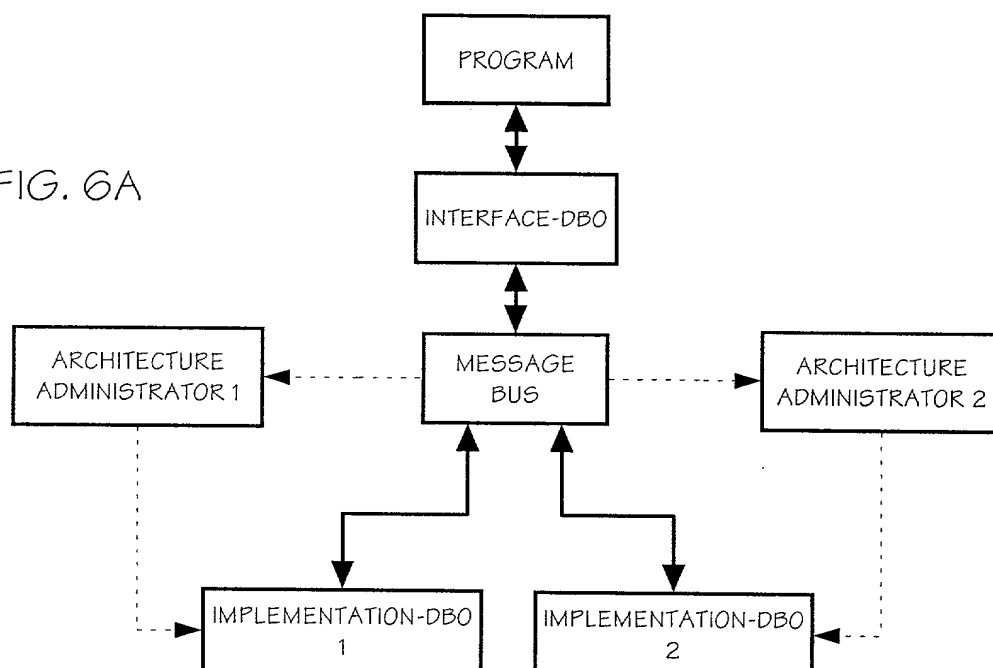 PROGRAM
FIG. 6A
INTERFACE-DBO
ARCHITECTURE
ADMINISTRATOR 1
MESSAGE
BUS
ARCHITECTURE
ADMINISTRATOR 2
IMPLEMENTATION-DBO
1
IMPLEMENTATION-DBO
2